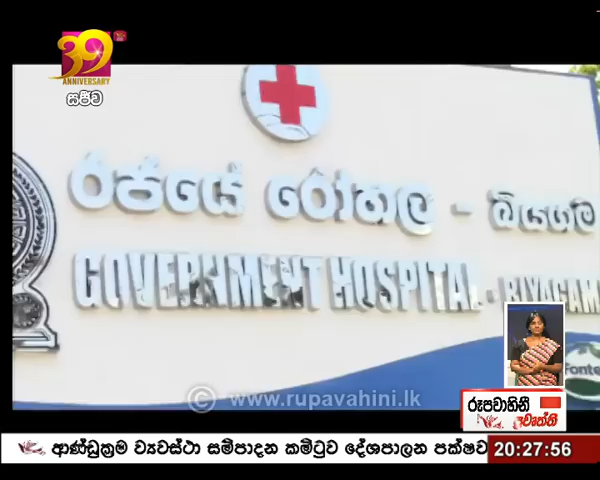 39
ANNIVERSARY
සජීව
රජයේ රෝහල - බියගම
GOVERNMENT HOSPITAL - BIYAGAM
Fonte
© www.rupavahini.lk
රූපවාහිනී
ප්‍රවෘත්ති
ආණ්ඩුක්‍රම ව්‍යවස්ථා සම්පාදන කමිටුව දේශපාලන පක්ෂව
20:27:56